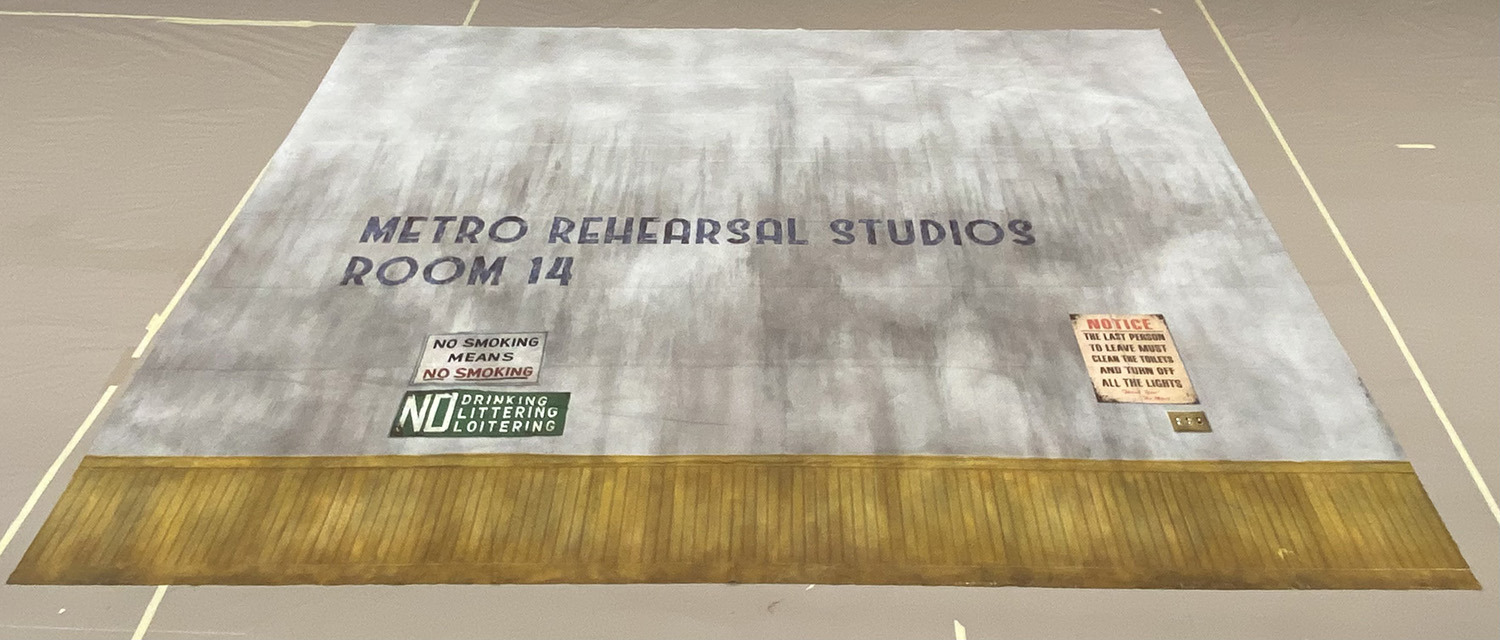 METRO REHEARSAL STUDIOS
ROOM 14
NO SMOKING
MEANS
NO SMOKING
NO DRINKING
LITTERING
LOITERING
NOTICE
THE LAST PERSON
TO LEAVE MUST
CLEAN THE TOILETS
AND TURN OFF
ALL THE LIGHTS